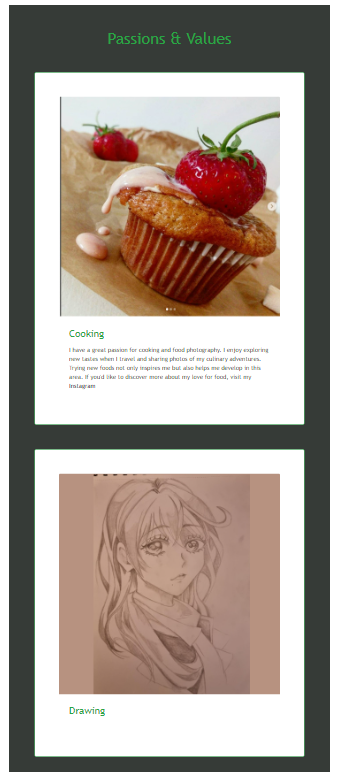 Passions & Values
Cooking
I have a great passion for cooking and food photography. I enjoy exploring
new tastes when I travel and sharing photos of my culinary adventures.
Trying new foods not only inspires me but also helps me develop in this
area. If you'd like to discover more about my love for food, visit my
Instagram
Drawing